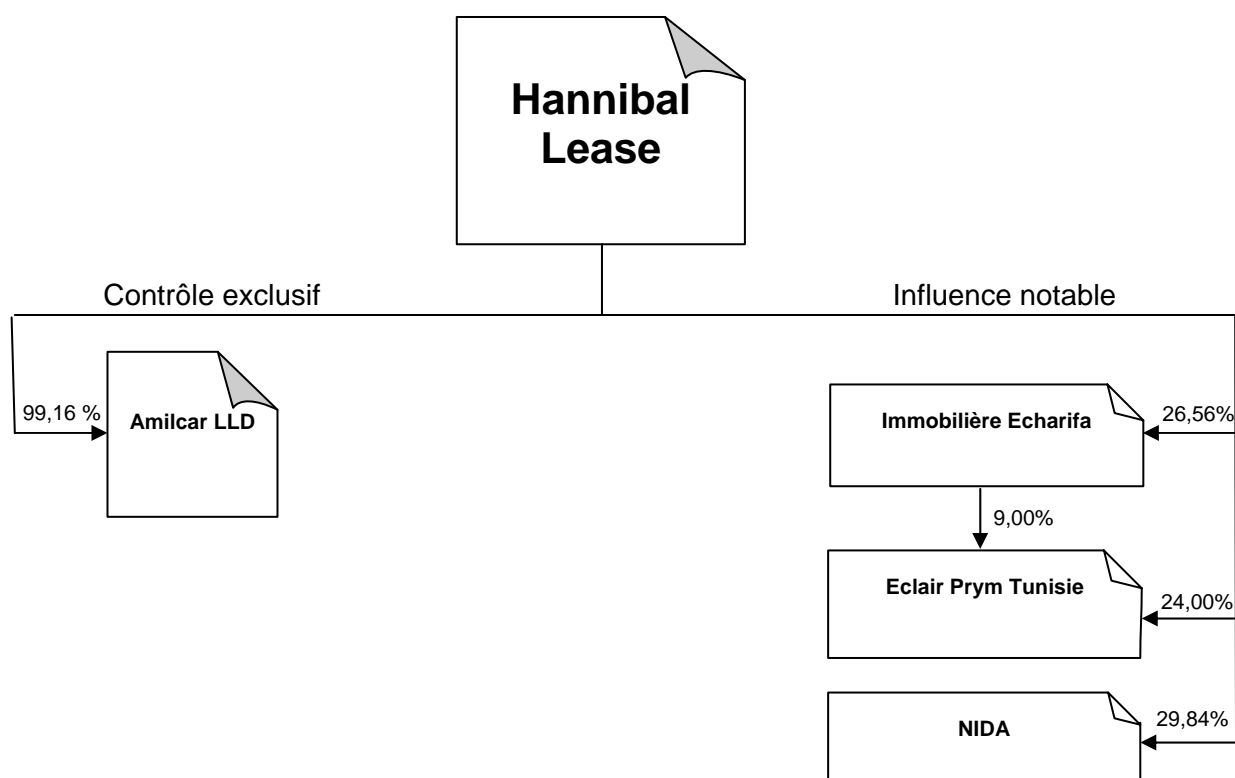 Hannibal
Lease
Contrôle exclusif
Influence notable
99,16 %
Amilcar LLD
Immobilière Echarifa
26,56%
9,00%
Eclair Prym Tunisie
24,00%
NIDA
29,84%